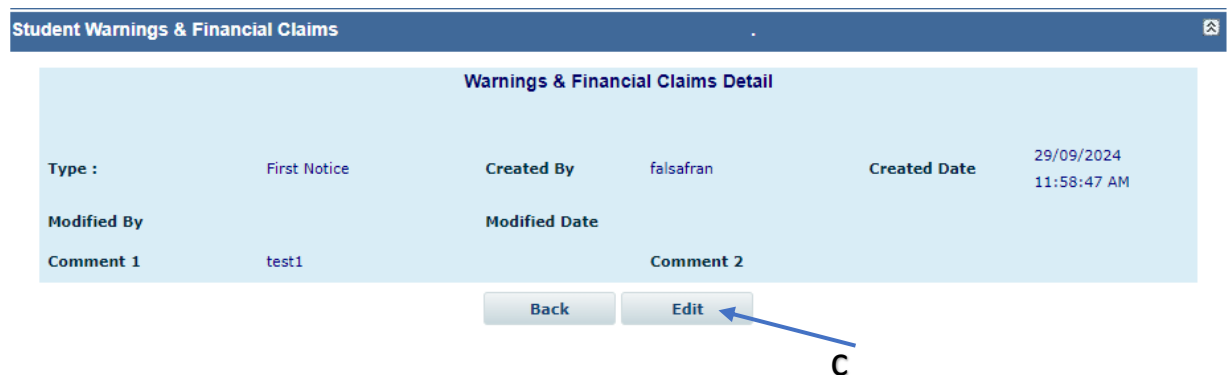 Student Warnings & Financial Claims .
Warnings & Financial Claims Detail
Type : First Notice Created By falsafran Created Date 29/09/2024 11:58:47 AM
Modified By Modified Date
Comment 1 test1 Comment 2
Back Edit
C